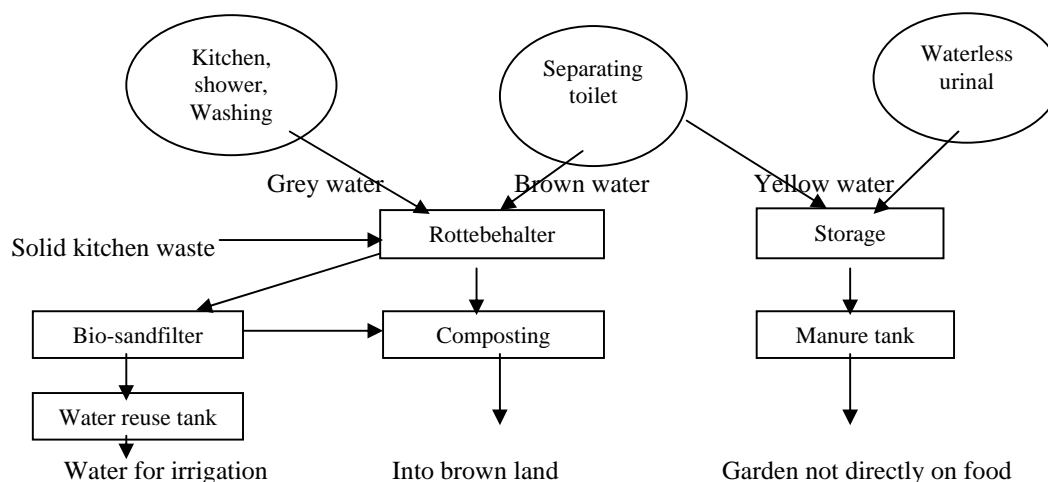 Kitchen,
shower,
Washing
Separating
toilet
Waterless
urinal
Grey water
Brown water
Yellow water
Rottebehalter
Storage
Solid kitchen waste
Bio-sandfilter
Composting
Manure tank
Water reuse tank
Water for irrigation
Into brown land
Garden not directly on food